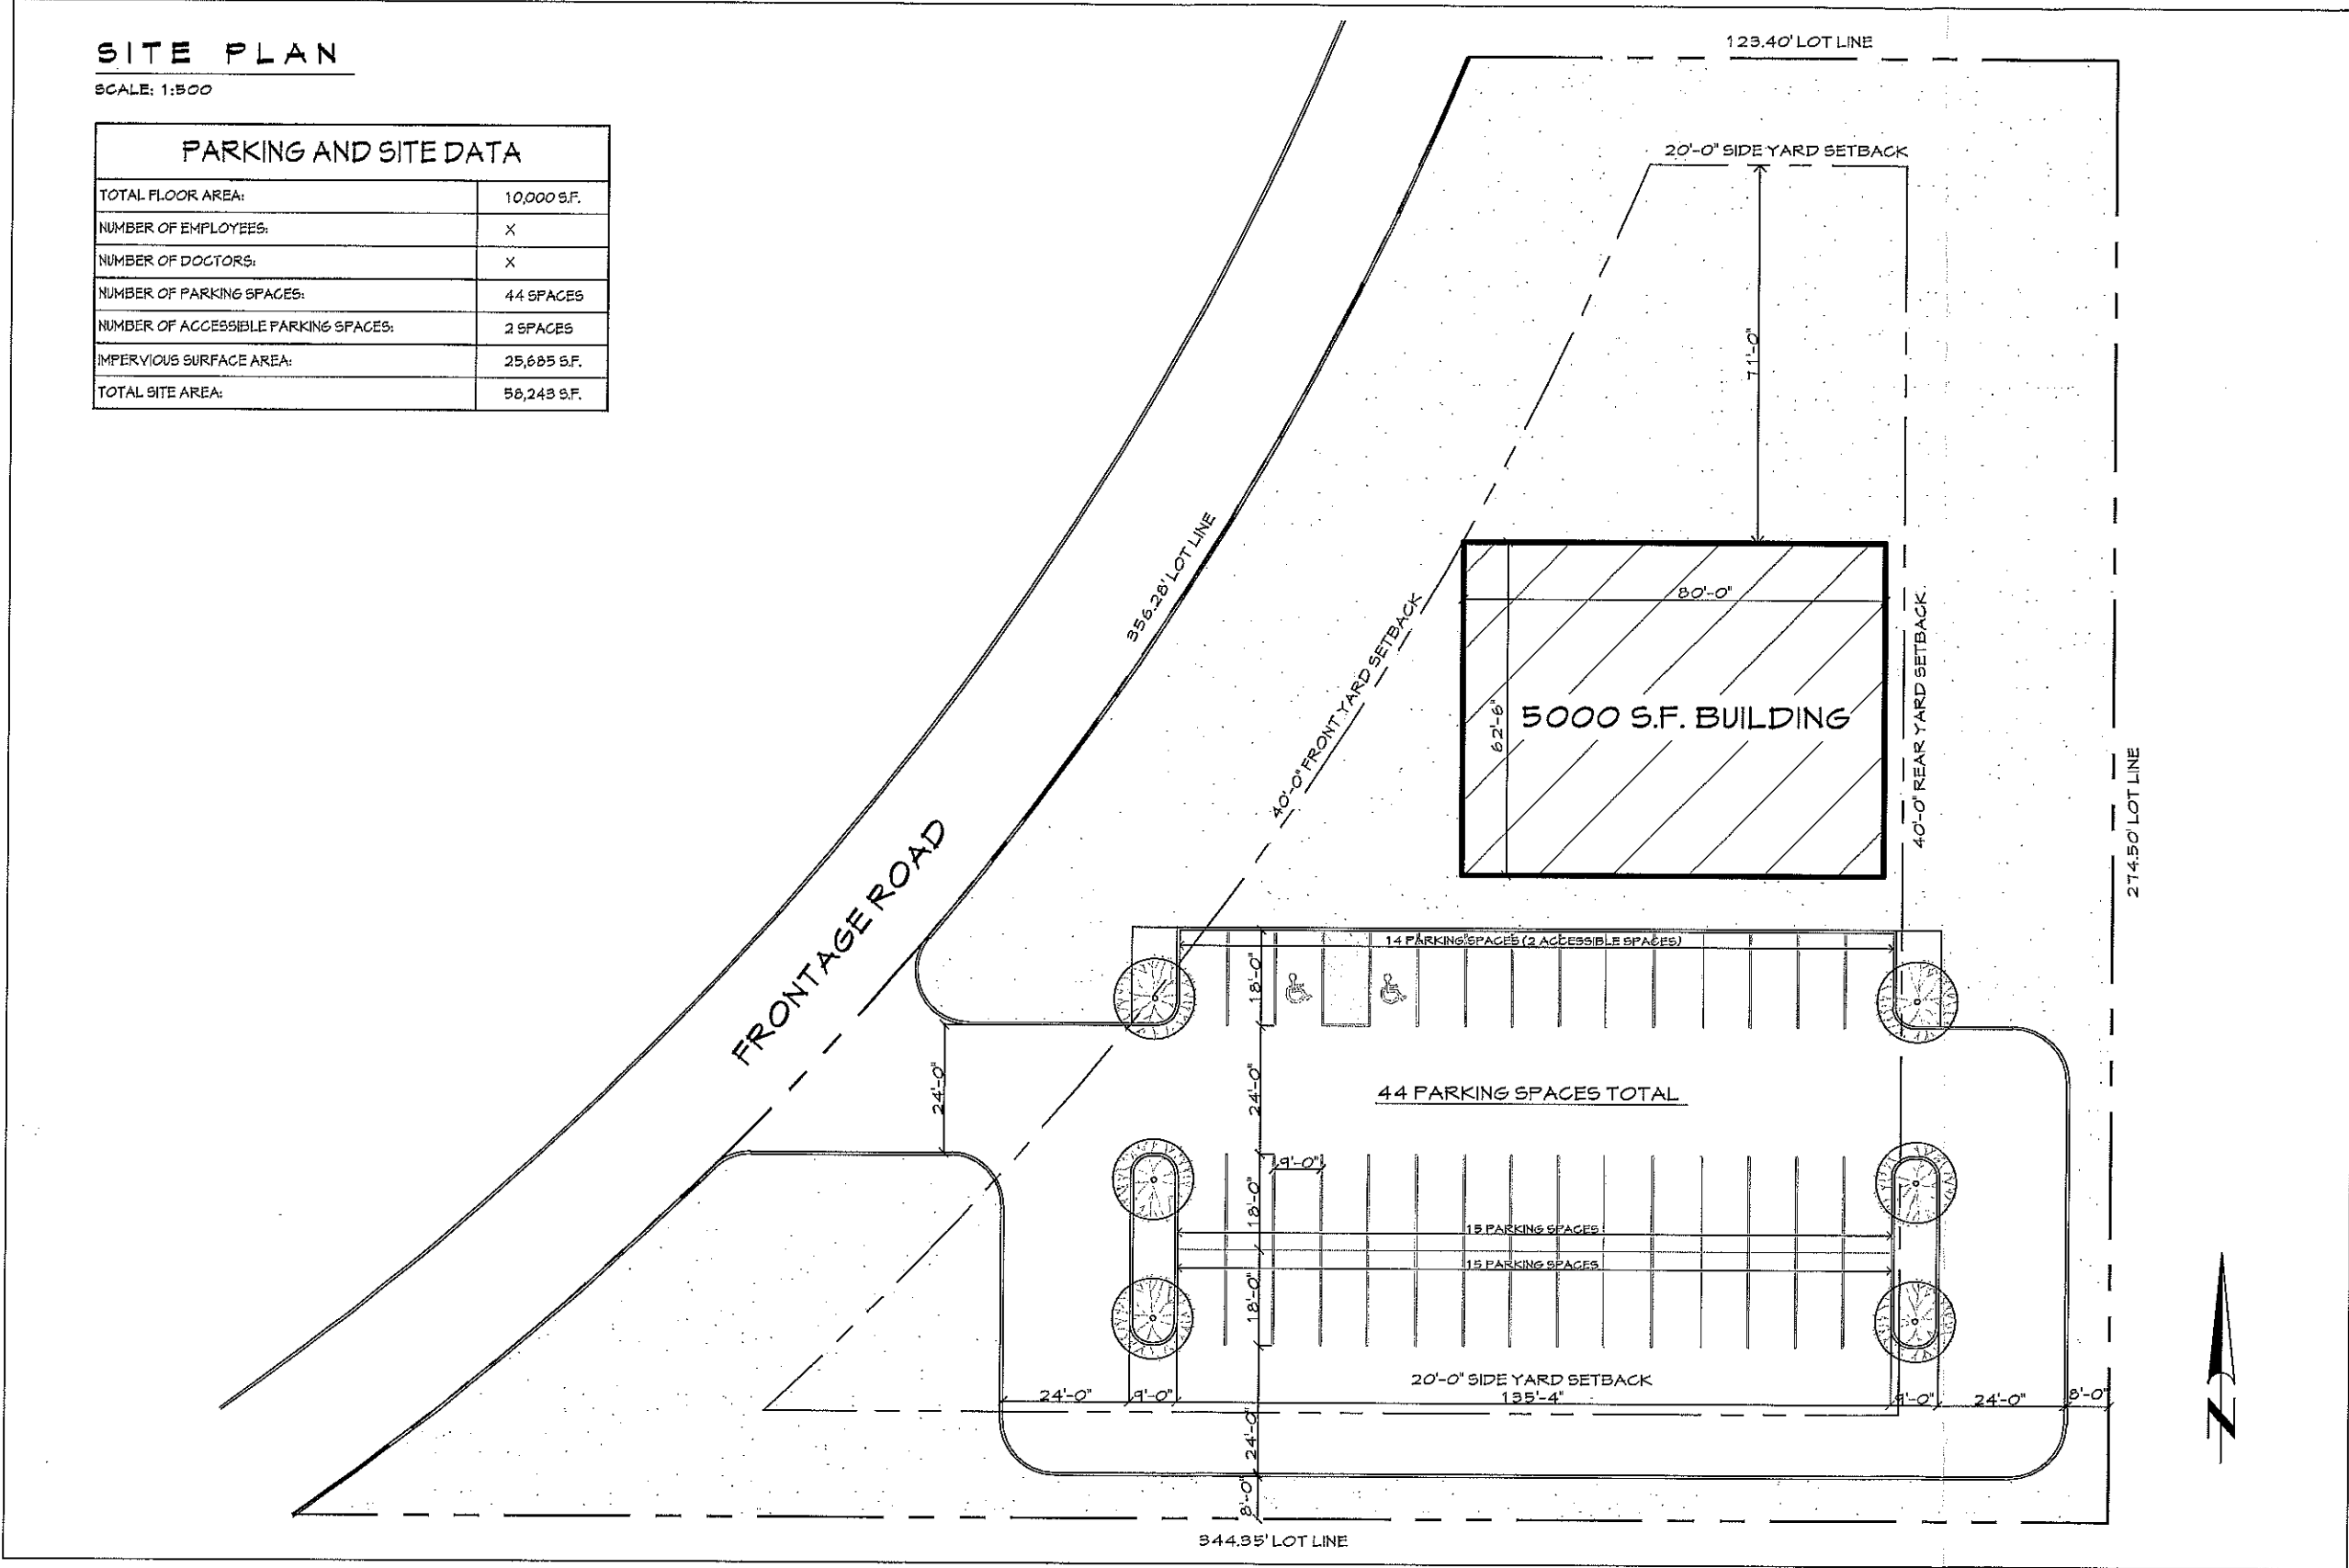 SITE PLAN
SCALE: 1:500
PARKING AND SITE DATA
TOTAL FLOOR AREA: 10,000 S.F.
NUMBER OF EMPLOYEES: X
NUMBER OF DOCTORS: X
NUMBER OF PARKING SPACES: 44 SPACES
NUMBER OF ACCESSIBLE PARKING SPACES: 2 SPACES
IMPERVIOUS SURFACE AREA: 25,685 S.F.
TOTAL SITE AREA: 58,243 S.F.
123.40' LOT LINE
20'-0" SIDE YARD SETBACK
71'-0"
356.28' LOT LINE
40'-0" FRONT YARD SETBACK
80'-0"
62'-6"
5000 S.F. BUILDING
40'-0" REAR YARD SETBACK
274.50' LOT LINE
FRONTAGE ROAD
14 PARKING SPACES (2 ACCESSIBLE SPACES)
18'-0"
24'-0"
24'-0"
44 PARKING SPACES TOTAL
9'-0"
18'-0"
15 PARKING SPACES
15 PARKING SPACES
18'-0"
20'-0" SIDE YARD SETBACK
24'-0"
9'-0"
135'-4"
9'-0"
24'-0"
8'-0"
24'-0"
8'-0"
344.35' LOT LINE
N